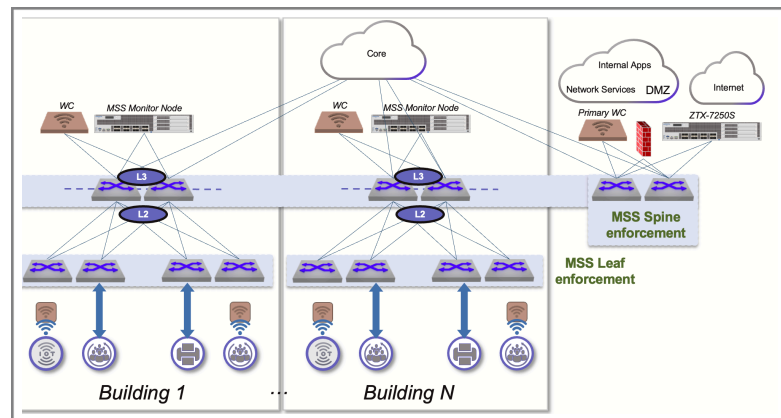 Core
Internal Apps
Network Services
DMZ
Internet
WC
MSS Monitor Node
WC
MSS Monitor Node
Primary WC
ZTX-7250S
L3
L3
L2
L2
MSS Spine
enforcement
MSS Leaf
enforcement
Building 1
...
Building N